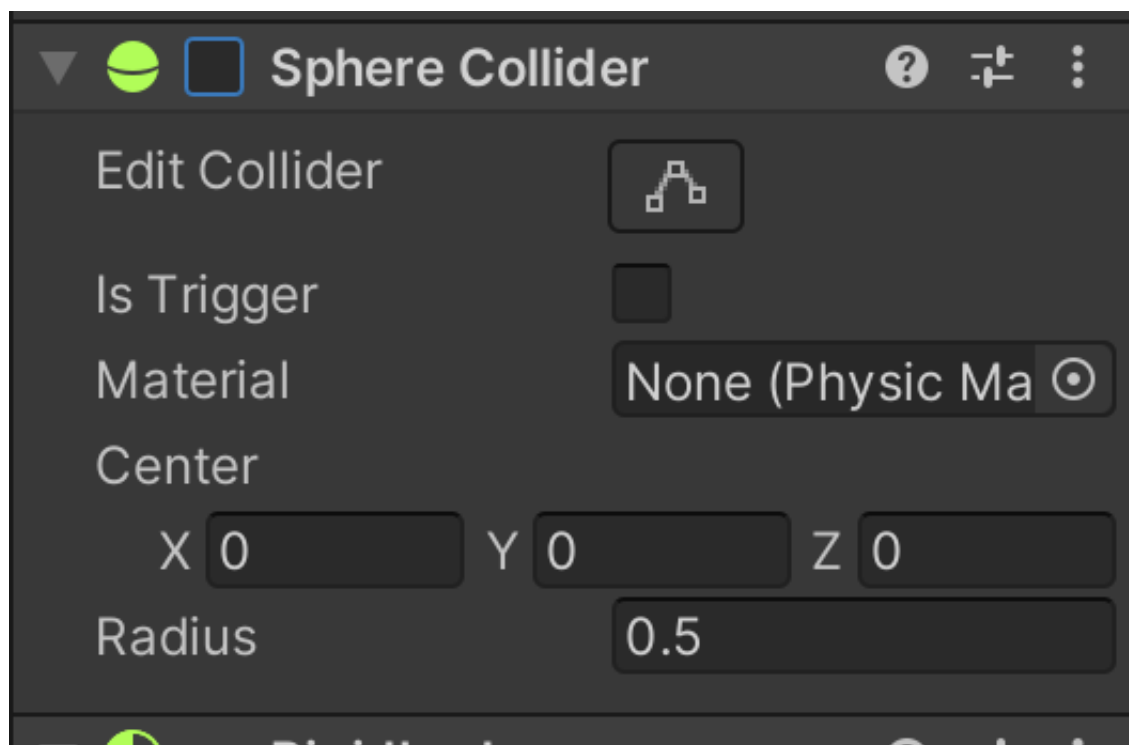 Sphere Collider
Edit Collider
Is Trigger
Material None (Physic Ma
Center
X 0 Y 0 Z 0
Radius 0.5